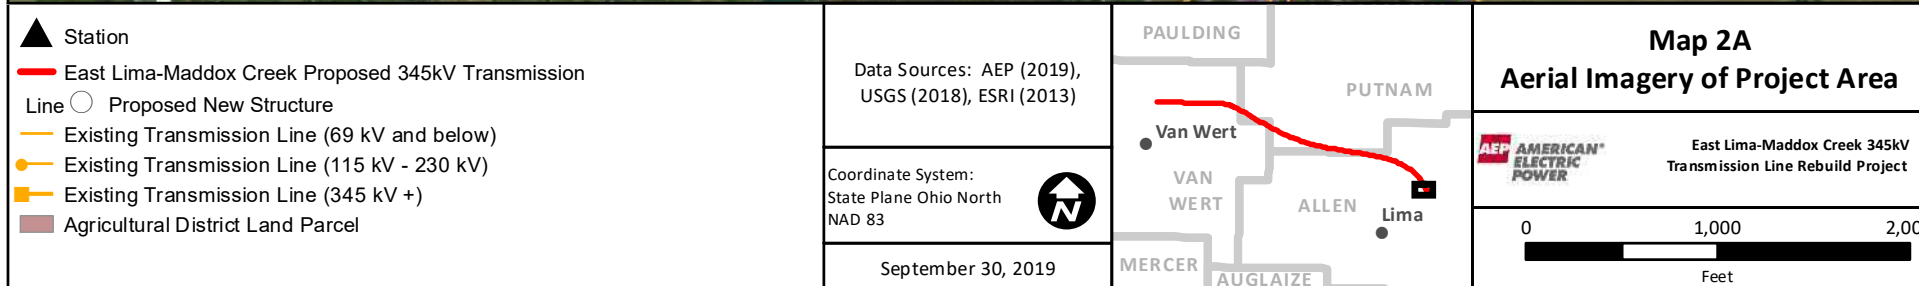 Station
East Lima-Maddox Creek Proposed 345kV Transmission
Line Proposed New Structure
Existing Transmission Line (69 kV and below)
Existing Transmission Line (115 kV - 230 kV)
Existing Transmission Line (345 kV +)
Agricultural District Land Parcel
Data Sources: AEP (2019),
USGS (2018), ESRI (2013)
Coordinate System:
State Plane Ohio North
NAD 83
N
September 30, 2019
PAULDING
PUTNAM
Van Wert
VAN
WERT
ALLEN
Lima
MERCER
AUGLAIZE
Map 2A
Aerial Imagery of Project Area
AEP AMERICAN®
ELECTRIC
POWER
East Lima-Maddox Creek 345kV
Transmission Line Rebuild Project
0 1,000 2,00
Feet